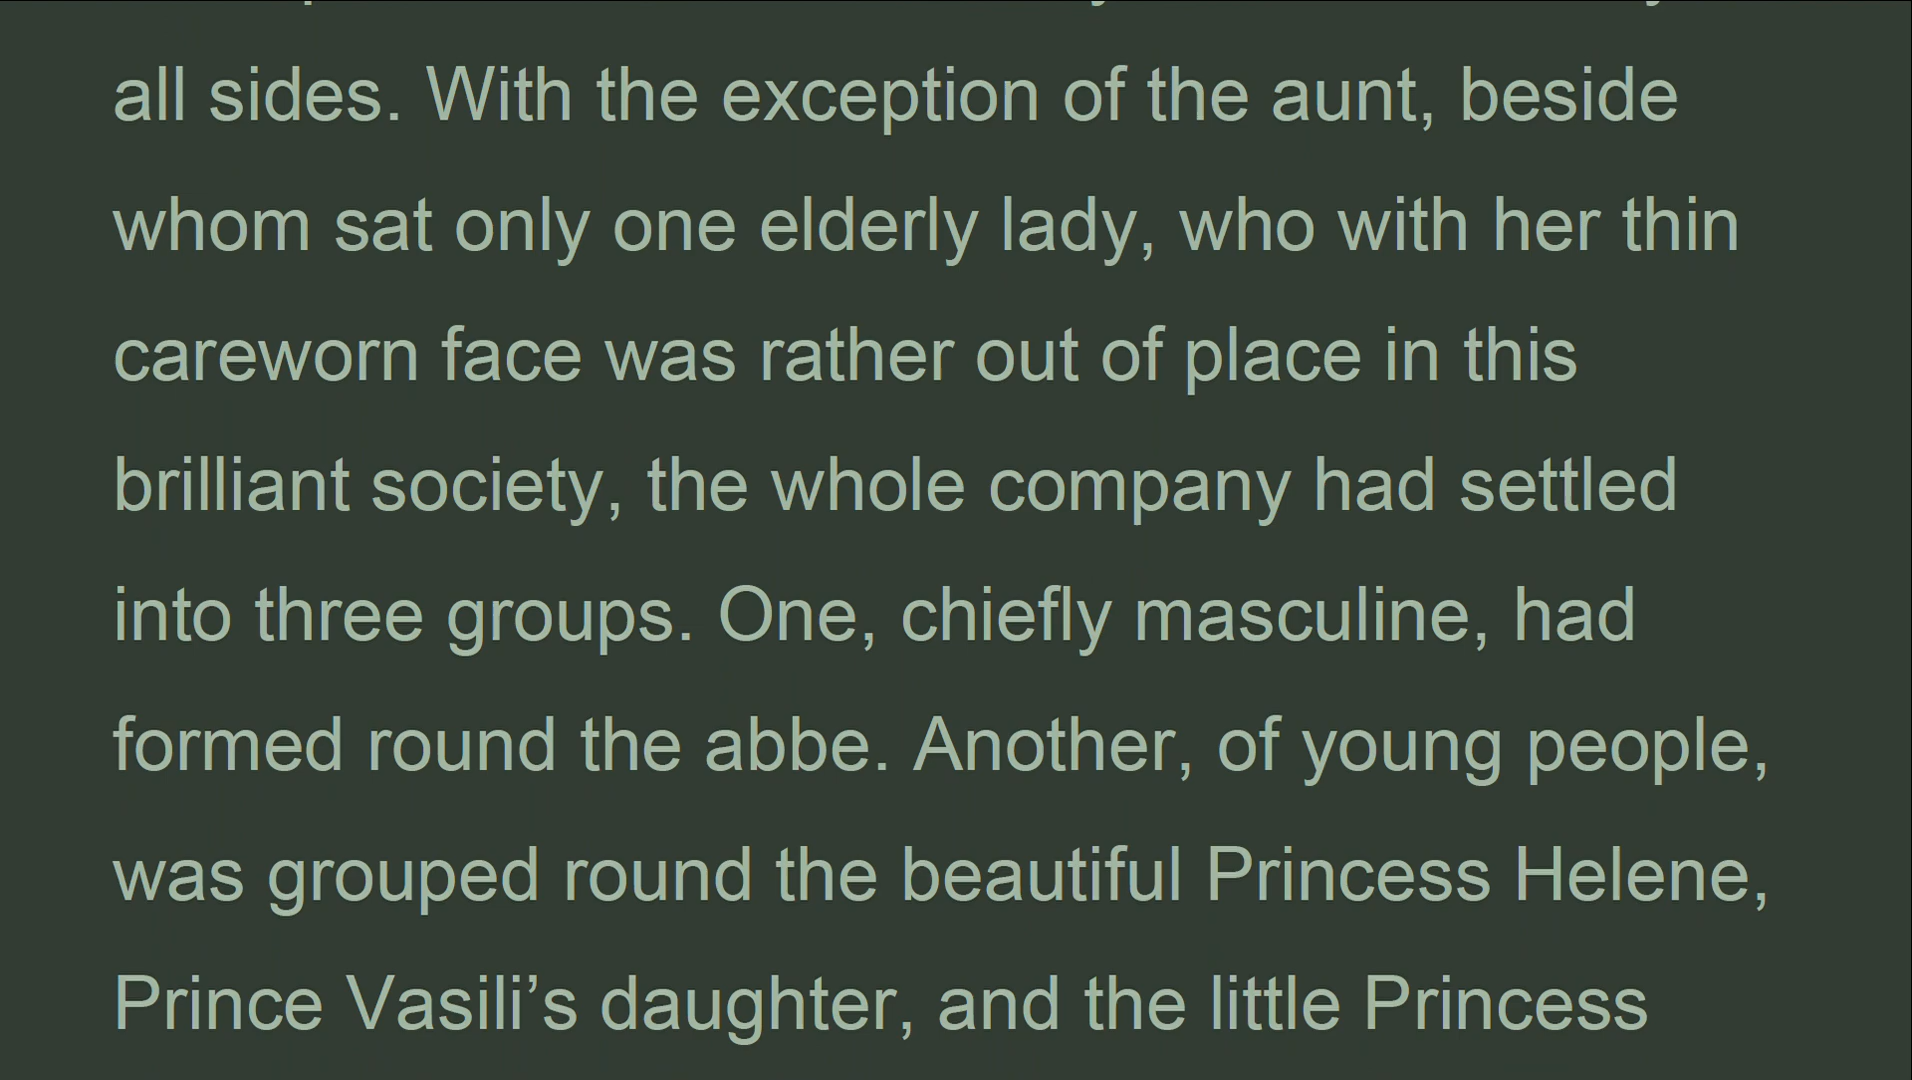 all sides. With the exception of the aunt, beside
whom sat only one elderly lady, who with her thin
careworn face was rather out of place in this
brilliant society, the whole company had settled
into three groups. One, chiefly masculine, had
formed round the abbe. Another, of young people,
was grouped round the beautiful Princess Helene,
Prince Vasili’s daughter, and the little Princess